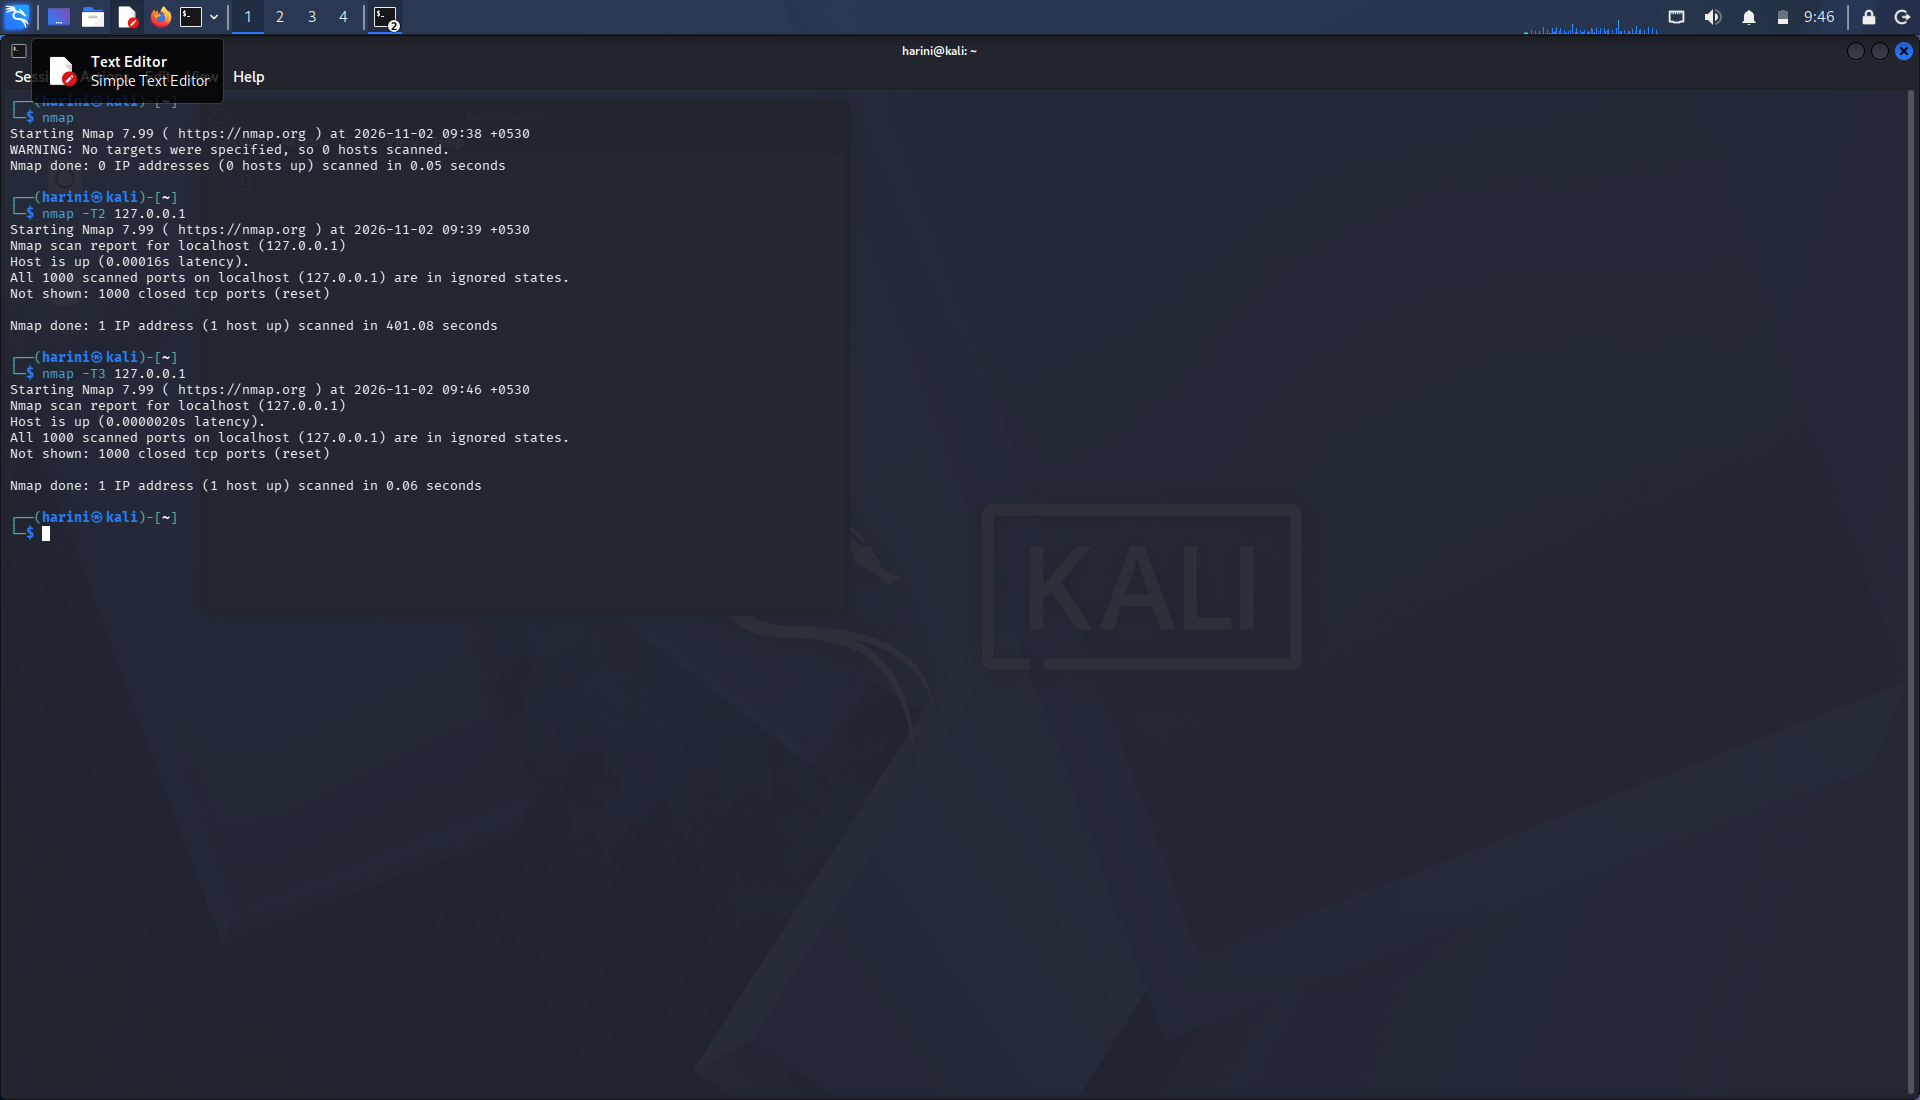 1 2 3 4
2
9:46
harini@kali: ~
Text Editor
Simple Text Editor
Help
┌──(harini㉿kali)-[~]
└─$ nmap
Starting Nmap 7.99 ( https://nmap.org ) at 2026-11-02 09:38 +0530
WARNING: No targets were specified, so 0 hosts scanned.
Nmap done: 0 IP addresses (0 hosts up) scanned in 0.05 seconds
┌──(harini㉿kali)-[~]
└─$ nmap -T2 127.0.0.1
Starting Nmap 7.99 ( https://nmap.org ) at 2026-11-02 09:39 +0530
Nmap scan report for localhost (127.0.0.1)
Host is up (0.00016s latency).
All 1000 scanned ports on localhost (127.0.0.1) are in ignored states.
Not shown: 1000 closed tcp ports (reset)
Nmap done: 1 IP address (1 host up) scanned in 401.08 seconds
┌──(harini㉿kali)-[~]
└─$ nmap -T3 127.0.0.1
Starting Nmap 7.99 ( https://nmap.org ) at 2026-11-02 09:46 +0530
Nmap scan report for localhost (127.0.0.1)
Host is up (0.0000020s latency).
All 1000 scanned ports on localhost (127.0.0.1) are in ignored states.
Not shown: 1000 closed tcp ports (reset)
Nmap done: 1 IP address (1 host up) scanned in 0.06 seconds
┌──(harini㉿kali)-[~]
└─$
KALI